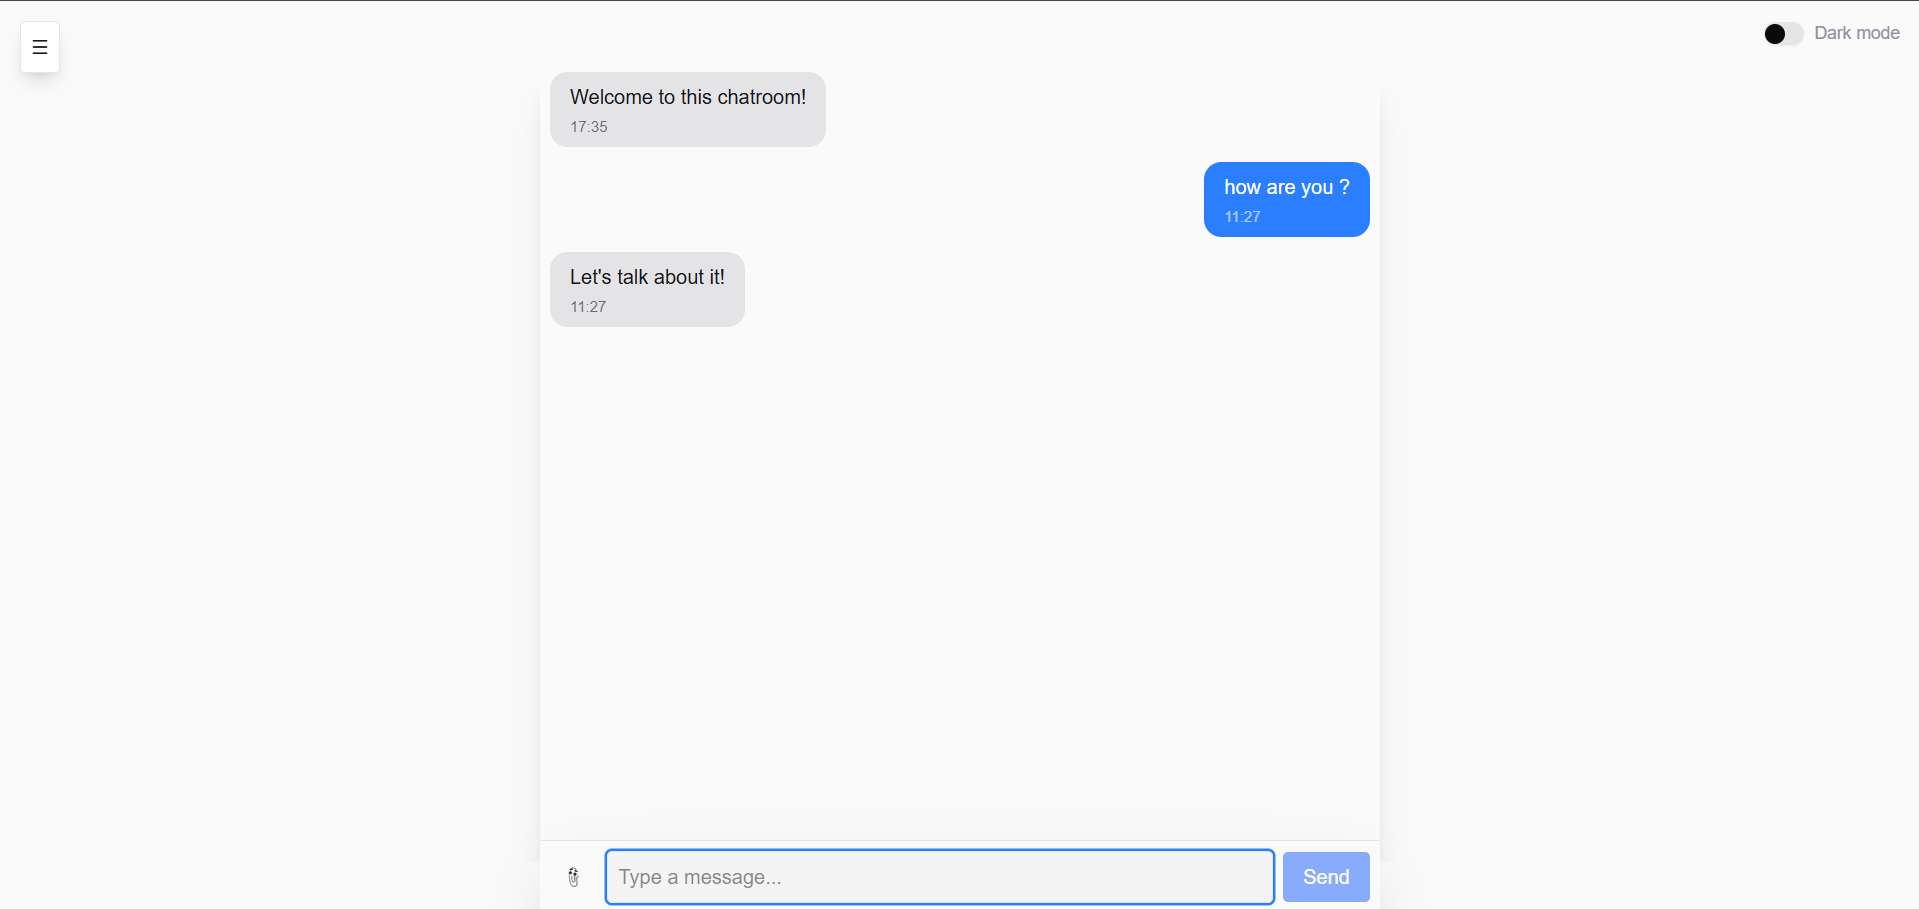 Dark mode
Welcome to this chatroom!
17:35
how are you ?
11:27
Let's talk about it!
11:27
Type a message...
Send